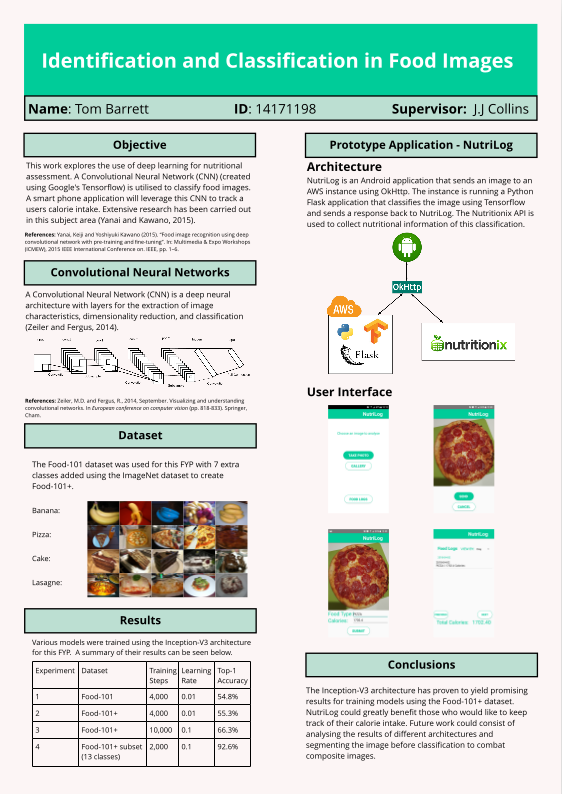 Identification and Classification in Food Images
Name: Tom Barrett ID: 14171198 Supervisor: J.J Collins
Objective
This work explores the use of deep learning for nutritional
assessment. A Convolutional Neural Network (CNN) (created
using Google's Tensorflow) is utilised to classify food images.
A smart phone application will leverage this CNN to track a
users calorie intake. Extensive research has been carried out
in this subject area (Yanai and Kawano, 2015).
References: Yanai, Keiji and Yoshiyuki Kawano (2015). "Food image recognition using deep
convolutional network with pre-training and fine-tuning". In: Multimedia & Expo Workshops
(ICMEW), 2015 IEEE International Conference on. IEEE, pp. 1–6.
Convolutional Neural Networks
A Convolutional Neural Network (CNN) is a deep neural
architecture with layers for the extraction of image
characteristics, dimensionality reduction, and classification
(Zeiler and Fergus, 2014).
References: Zeiler, M.D. and Fergus, R., 2014, September. Visualizing and understanding
convolutional networks. In European conference on computer vision (pp. 818-833). Springer,
Cham.
Dataset
The Food-101 dataset was used for this FYP with 7 extra
classes added using the ImageNet dataset to create
Food-101+.
Banana:
Pizza:
Cake:
Lasagne:
Results
Various models were trained using the Inception-V3 architecture
for this FYP. A summary of their results can be seen below.
Experiment Dataset Training Steps Learning Rate Top-1 Accuracy
1 Food-101 4,000 0.01 54.8%
2 Food-101+ 4,000 0.01 55.3%
3 Food-101+ 10,000 0.1 66.3%
4 Food-101+ subset (13 classes) 2,000 0.1 92.6%
Prototype Application - NutriLog
Architecture
NutriLog is an Android application that sends an image to an
AWS instance using OkHttp. The instance is running a Python
Flask application that classifies the image using Tensorflow
and sends a response back to NutriLog. The Nutritionix API is
used to collect nutritional information of this classification.
OkHttp
AWS
Flask
nutritionix
User Interface
NutriLog
TAKE PHOTO
GALLERY
FOOD LOGS
NutriLog
CANCEL
NutriLog
Food Type
Calories:
SUBMIT
NutriLog
Food Logs
Total Calories:
Conclusions
The Inception-V3 architecture has proven to yield promising
results for training models using the Food-101+ dataset.
NutriLog could greatly benefit those who would like to keep
track of their calorie intake. Future work could consist of
analysing the results of different architectures and
segmenting the image before classification to combat
composite images.